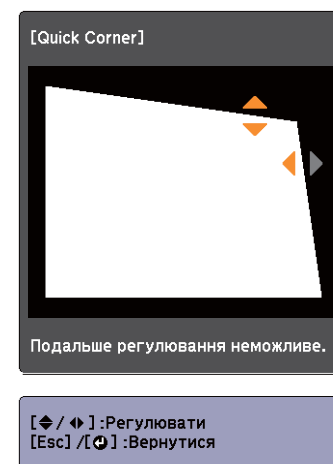 [Quick Corner]
Подальше регулювання неможливе.
[◆/◆]:Регулювати
[Esc] /[↵]:Вернутися